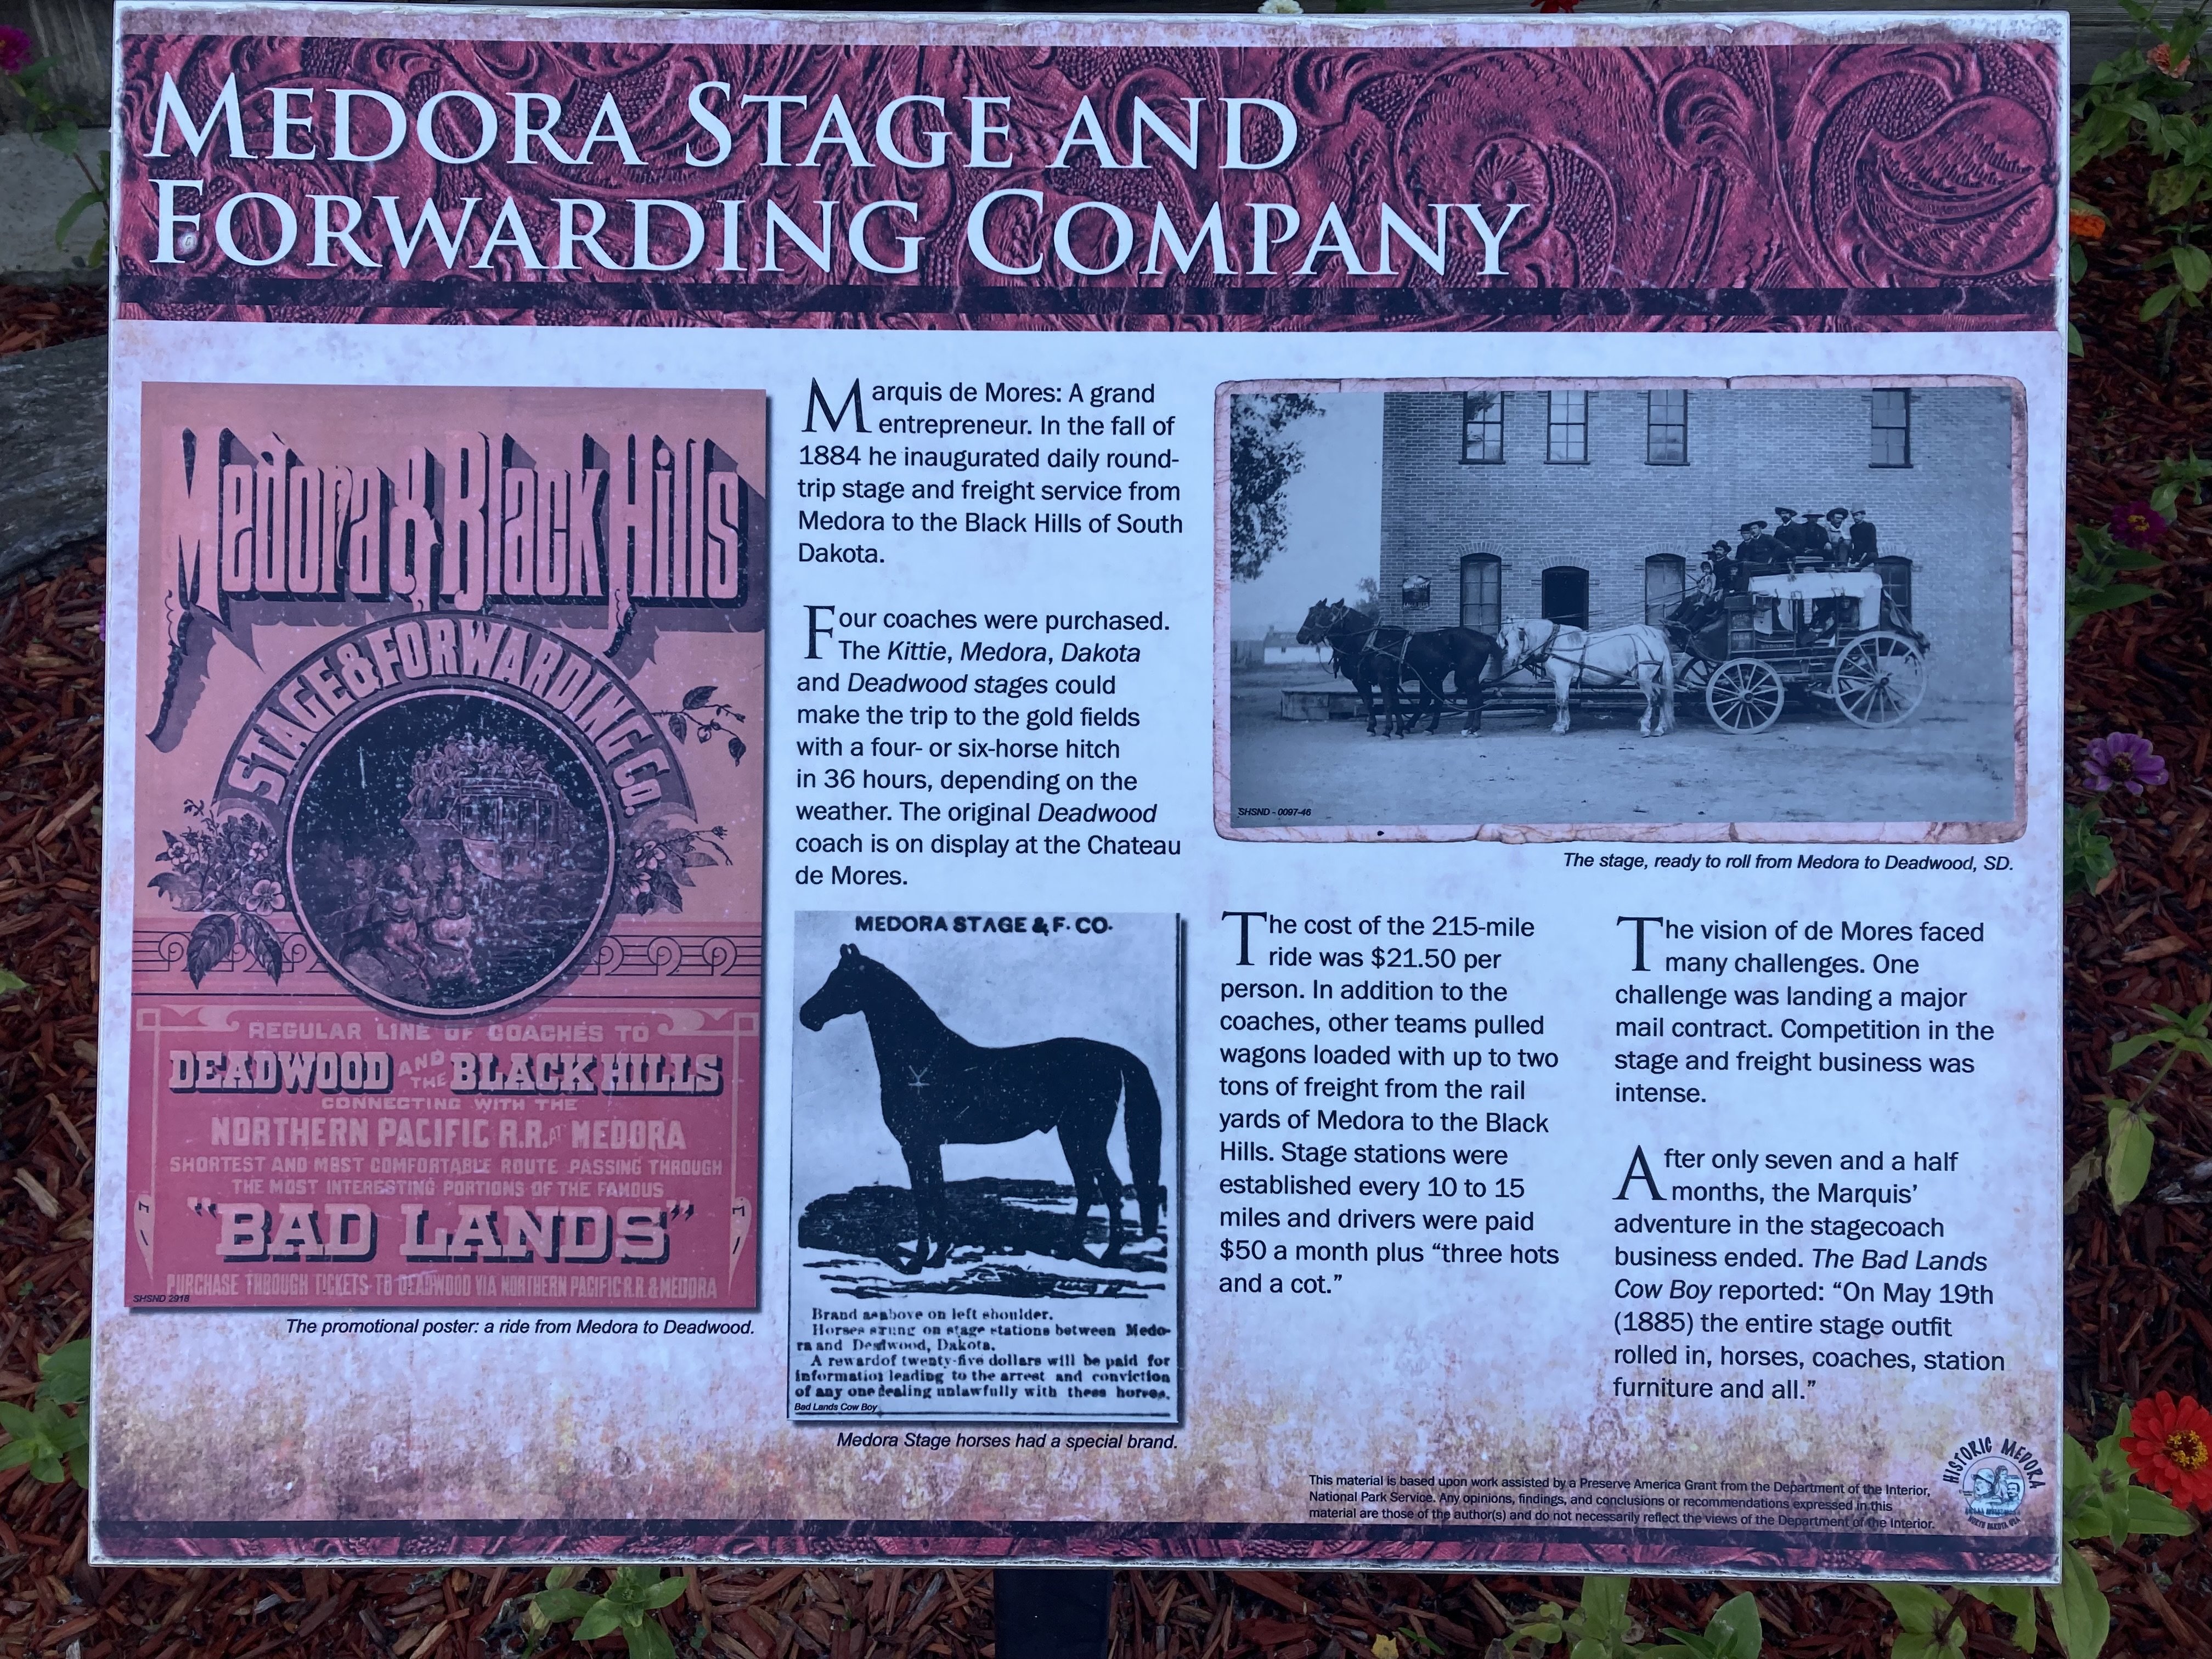 MEDORA STAGE AND
FORWARDING COMPANY
Medora & Black Hills
STAGE & FORWARDING CO.
REGULAR LINE OF COACHES TO
DEADWOOD AND THE BLACK HILLS
CONNECTING WITH THE
NORTHERN PACIFIC R.R. AT MEDORA
SHORTEST AND MOST COMFORTABLE ROUTE PASSING THROUGH
THE MOST INTERESTING PORTIONS OF THE FAMOUS
"BAD LANDS"
PURCHASE THROUGH TICKETS TO DEADWOOD VIA NORTHERN PACIFIC R.R. & MEDORA
SHSND 2918
The promotional poster: a ride from Medora to Deadwood.
Marquis de Mores: A grand
entrepreneur. In the fall of
1884 he inaugurated daily round-
trip stage and freight service from
Medora to the Black Hills of South
Dakota.
Four coaches were purchased.
The Kittie, Medora, Dakota
and Deadwood stages could
make the trip to the gold fields
with a four- or six-horse hitch
in 36 hours, depending on the
weather. The original Deadwood
coach is on display at the Chateau
de Mores.
MEDORA STAGE & F. CO.
Brand as above on left shoulder.
Horses strung on stage stations between Medo-
ra and Deadwood, Dakota.
A reward of twenty-five dollars will be paid for
information leading to the arrest and conviction
of any one dealing unlawfully with these horses.
Bad Lands Cow Boy
Medora Stage horses had a special brand.
SHSND - 0097-46
The stage, ready to roll from Medora to Deadwood, SD.
The cost of the 215-mile
ride was $21.50 per
person. In addition to the
coaches, other teams pulled
wagons loaded with up to two
tons of freight from the rail
yards of Medora to the Black
Hills. Stage stations were
established every 10 to 15
miles and drivers were paid
$50 a month plus “three hots
and a cot.”
The vision of de Mores faced
many challenges. One
challenge was landing a major
mail contract. Competition in the
stage and freight business was
intense.
After only seven and a half
months, the Marquis’
adventure in the stagecoach
business ended. The Bad Lands
Cow Boy reported: “On May 19th
(1885) the entire stage outfit
rolled in, horses, coaches, station
furniture and all.”
This material is based upon work assisted by a Preserve America Grant from the Department of the Interior,
National Park Service. Any opinions, findings, and conclusions or recommendations expressed in this
material are those of the author(s) and do not necessarily reflect the views of the Department of the Interior.
HISTORIC MEDORA
NORTH DAKOTA USA